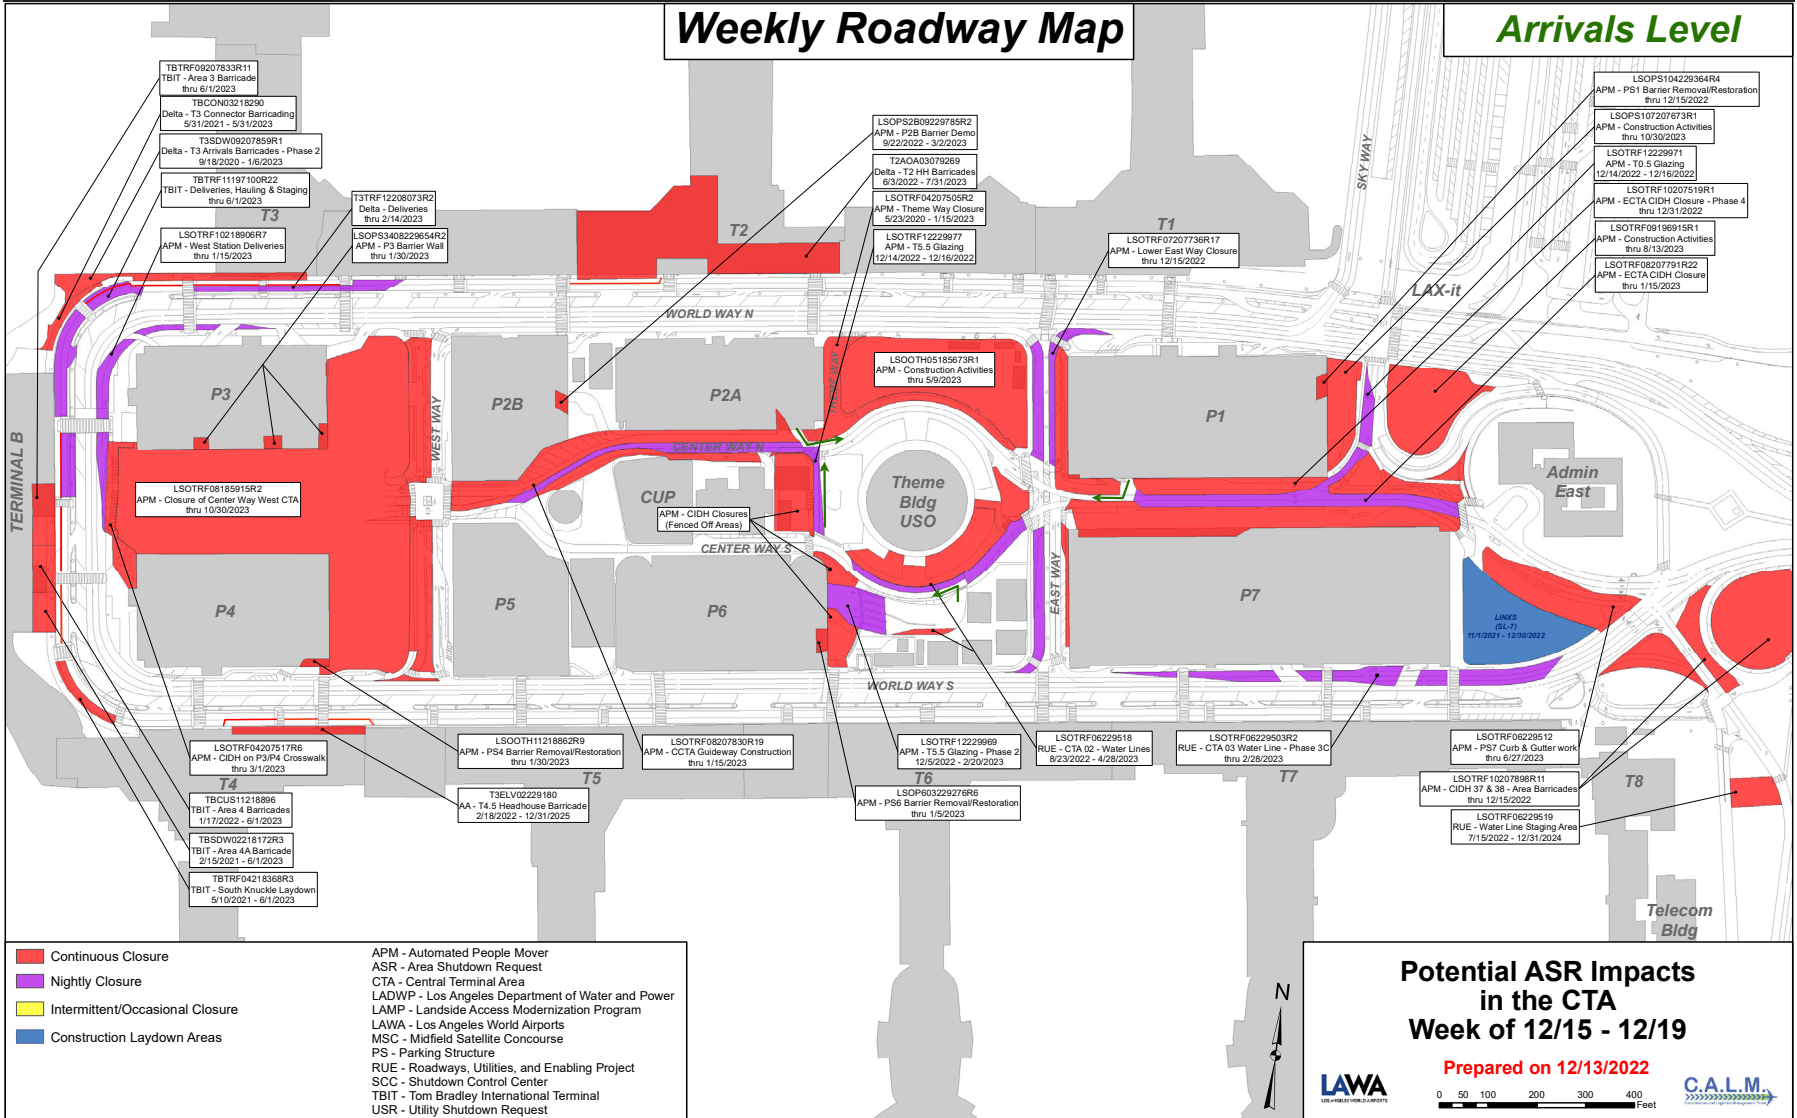 Weekly Roadway Map
Arrivals Level
TBTRF09207833R11
TBIT - Area 3 Barricade
thru 6/1/2023
TBCON03218290
Delta - T3 Connector Barricading
5/31/2021 - 5/31/2023
T3SDW09207859R1
Delta - T3 Arrivals Barricades - Phase 2
9/18/2020 - 1/6/2023
TBTRF11197100R22
TBIT - Deliveries, Hauling & Staging
thru 6/1/2023
LSOTRF10218906R7
APM - West Station Deliveries
thru 1/15/2023
T3TRF12208073R2
Delta - Deliveries
thru 2/14/2023
LSOPS3408229654R2
APM - P3 Barrier Wall
thru 1/30/2023
LSOPS2B09229785R2
APM - P2B Barrier Demo
9/22/2022 - 3/2/2023
T2AOA03079269
Delta - T2 HH Barricades
6/3/2022 - 7/31/2023
LSOTRF04207505R2
APM - Theme Way Closure
5/23/2020 - 1/15/2023
LSOTRF12229977
APM - T5.5 Glazing
12/14/2022 - 12/16/2022
LSOTRF07207736R17
APM - Lower East Way Closure
thru 12/15/2022
LSOPS104229364R4
APM - PS1 Barrier Removal/Restoration
thru 12/15/2022
LSOPS107207673R1
APM - Construction Activities
thru 10/30/2023
LSOTRF12229971
APM - T0.5 Glazing
12/14/2022 - 12/16/2022
LSOTRF10207519R1
APM - ECTA CIDH Closure - Phase 4
thru 12/31/2022
LSOTRF09196915R1
APM - Construction Activities
thru 8/13/2023
LSOTRF08207791R22
APM - ECTA CIDH Closure
thru 1/15/2023
T3
T2
T1
SKY WAY
LAX-it
WORLD WAY N
LSOOTH05185673R1
APM - Construction Activities
thru 5/9/2023
THEME WAY
P3
P2B
P2A
P1
WEST WAY
CENTER WAY N
TERMINAL B
LSOTRF08185915R2
APM - Closure of Center Way West CTA
thru 10/30/2023
CUP
Theme
Bldg
USO
Admin
East
APM - CIDH Closures
(Fenced Off Areas)
CENTER WAY S
EAST WAY
P4
P5
P6
P7
LINXS
(SL-7)
11/1/2021 - 12/30/2022
WORLD WAY S
LSOTRF04207517R6
APM - CIDH on P3/P4 Crosswalk
thru 3/1/2023
LSOOTH11218862R9
APM - PS4 Barrier Removal/Restoration
thru 1/30/2023
LSOTRF08207830R19
APM - CCTA Guideway Construction
thru 1/15/2023
LSOTRF12229969
APM - T5.5 Glazing - Phase 2
12/5/2022 - 2/20/2023
LSOTRF06229518
RUE - CTA 02 - Water Lines
8/23/2022 - 4/28/2023
LSOTRF06229503R2
RUE - CTA 03 Water Line - Phase 3C
thru 2/28/2023
LSOTRF06229512
APM - PS7 Curb & Gutter work
thru 6/27/2023
T4
T5
T6
T7
T8
TBCUS11218896
TBIT - Area 4 Barricades
1/17/2022 - 6/1/2023
T3ELV02229180
AA - T4.5 Headhouse Barricade
2/18/2022 - 12/31/2025
LSOP603229276R6
APM - PS6 Barrier Removal/Restoration
thru 1/5/2023
LSOTRF10207898R11
APM - CIDH 37 & 38 - Area Barricades
thru 12/15/2022
LSOTRF06229519
RUE - Water Line Staging Area
7/15/2022 - 12/31/2024
TBSDW02218172R3
TBIT - Area 4A Barricade
2/15/2021 - 6/1/2023
TBTRF04218368R3
TBIT - South Knuckle Laydown
5/10/2021 - 6/1/2023
Telecom
Bldg
Continuous Closure
Nightly Closure
Intermittent/Occasional Closure
Construction Laydown Areas
APM - Automated People Mover
ASR - Area Shutdown Request
CTA - Central Terminal Area
LADWP - Los Angeles Department of Water and Power
LAMP - Landside Access Modernization Program
LAWA - Los Angeles World Airports
MSC - Midfield Satellite Concourse
PS - Parking Structure
RUE - Roadways, Utilities, and Enabling Project
SCC - Shutdown Control Center
TBIT - Tom Bradley International Terminal
USR - Utility Shutdown Request
N
Potential ASR Impacts
in the CTA
Week of 12/15 - 12/19
Prepared on 12/13/2022
LAWA
LOS ANGELES WORLD AIRPORTS
0 50 100 200 300 400
Feet
C.A.L.M.